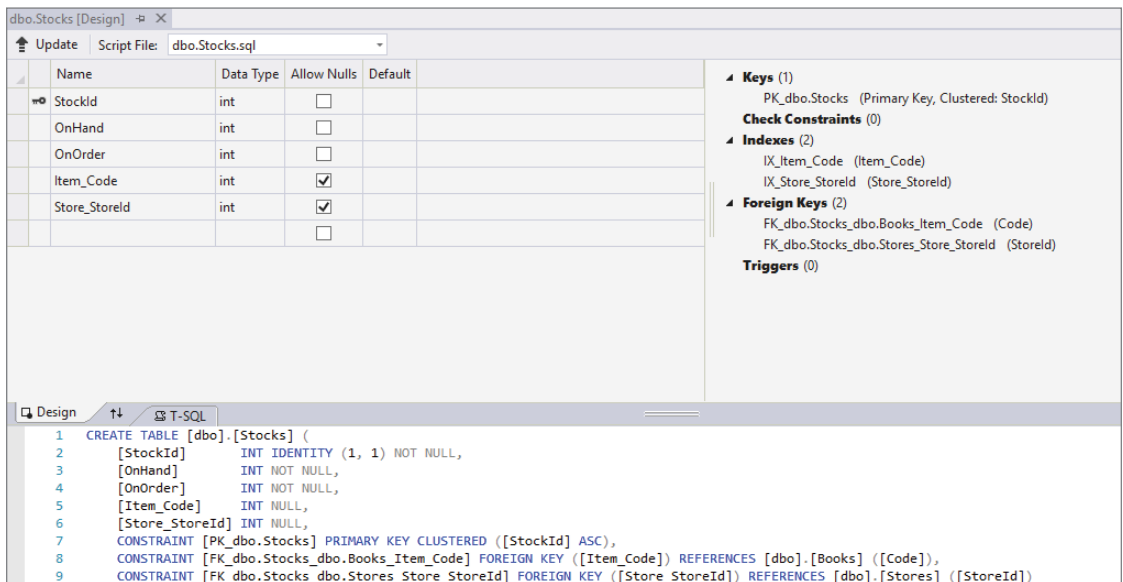 dbo.Stocks [Design]
Update Script File: dbo.Stocks.sql
Name Data Type Allow Nulls Default
StockId int
OnHand int
OnOrder int
Item_Code int
Store_StoreId int
Keys (1)
PK_dbo.Stocks (Primary Key, Clustered: StockId)
Check Constraints (0)
Indexes (2)
IX_Item_Code (Item_Code)
IX_Store_StoreId (Store_StoreId)
Foreign Keys (2)
FK_dbo.Stocks_dbo.Books_Item_Code (Code)
FK_dbo.Stocks_dbo.Stores_Store_StoreId (StoreId)
Triggers (0)
Design T-SQL
1 CREATE TABLE [dbo].[Stocks] (
2 [StockId] INT IDENTITY (1, 1) NOT NULL,
3 [OnHand] INT NOT NULL,
4 [OnOrder] INT NOT NULL,
5 [Item_Code] INT NULL,
6 [Store_StoreId] INT NULL,
7 CONSTRAINT [PK_dbo.Stocks] PRIMARY KEY CLUSTERED ([StockId] ASC),
8 CONSTRAINT [FK_dbo.Stocks_dbo.Books_Item_Code] FOREIGN KEY ([Item_Code]) REFERENCES [dbo].[Books] ([Code]),
9 CONSTRAINT [FK_dbo.Stocks_dbo.Stores_Store_StoreId] FOREIGN KEY ([Store_StoreId]) REFERENCES [dbo].[Stores] ([StoreId])